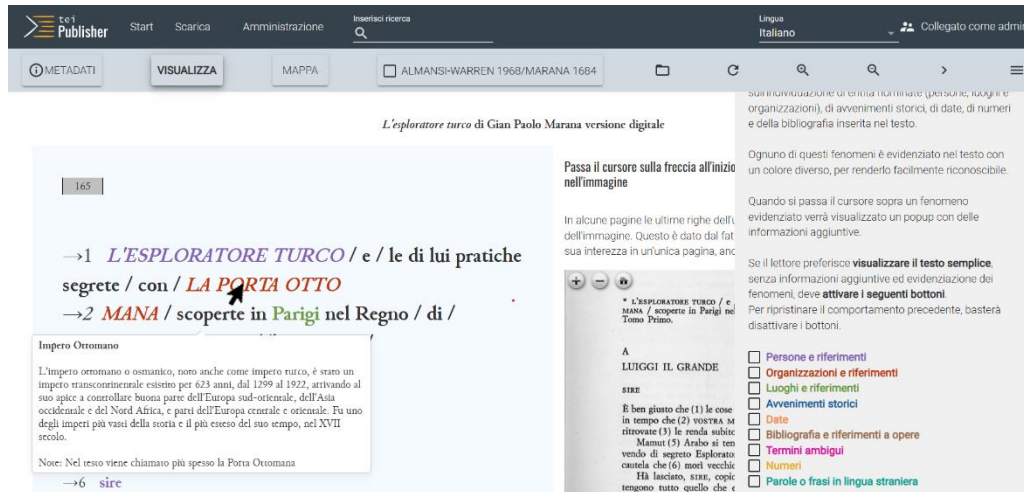 tei
Publisher
Start
Scarica
Amministrazione
Inserisci ricerca
Lingua
Italiano
Collegato come admin
METADATI
VISUALIZZA
MAPPA
ALMANSI-WARREN 1968/MARANA 1684
L'esploratore turco di Gian Paolo Marana versione digitale
165
→1 L'ESPLORATORE TURCO / e / le di lui pratiche
segrete / con / LA PORTA OTTO
→2 MANA / scoperte in Parigi nel Regno / di /
Impero Ottomano
L'impero ottomano o osmanico, noto anche come impero turco, è stato un
impero transcontinentale esistito per 623 anni, dal 1299 al 1922, arrivando al
suo apice a controllare buona parte dell'Europa sud-orientale, dell'Asia
occidentale e del Nord Africa, e parti dell'Europa centrale e orientale. Fu uno
degli imperi più vasti della storia e il più esteso del suo tempo, nel XVII
secolo.
Note: Nel testo viene chiamato più spesso la Porta Ottomana
→6 sire
Passa il cursore sulla freccia all'inizio
nell'immagine
In alcune pagine le ultime righe dell'
dell'immagine. Questo è dato dal fat
sua interezza in un'unica pagina, anc
* L'ESPLORATORE TURCO / e
MANA / scoperte in Parigi nel
Tomo Primo.
A
LUIGGI IL GRANDE
SIRE
È ben giusto che (1) le cose
in tempo che (2) VOSTRA M
ritrovate (3) le renda subito
Mamut (5) Arabo si ten
vendo di segreto Esplorato
cautela che (6) morì vecchio
Hà lasciato, SIRE, copio
tengono tutto quello che
sull'individuazione di entità nominate (persone, luoghi e
organizzazioni), di avvenimenti storici, di date, di numeri
e della bibliografia inserita nel testo.
Ognuno di questi fenomeni è evidenziato nel testo con
un colore diverso, per renderlo facilmente riconoscibile.
Quando si passa il cursore sopra un fenomeno
evidenziato verrà visualizzato un popup con delle
informazioni aggiuntive.
Se il lettore preferisce visualizzare il testo semplice,
senza informazioni aggiuntive ed evidenziazione dei
fenomeni, deve attivare i seguenti bottoni.
Per ripristinare il comportamento precedente, basterà
disattivare i bottoni.
Persone e riferimenti
Organizzazioni e riferimenti
Luoghi e riferimenti
Avvenimenti storici
Date
Bibliografia e riferimenti a opere
Termini ambigui
Numeri
Parole o frasi in lingua straniera